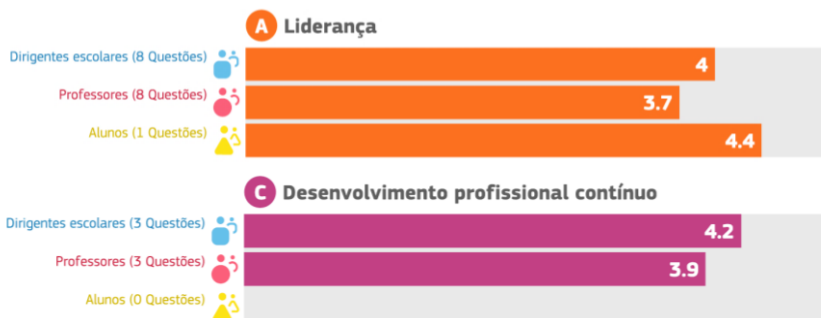 A Liderança
Dirigentes escolares (8 Questões) 4
Professores (8 Questões) 3.7
Alunos (1 Questões) 4.4
C Desenvolvimento profissional contínuo
Dirigentes escolares (3 Questões) 4.2
Professores (3 Questões) 3.9
Alunos (0 Questões)